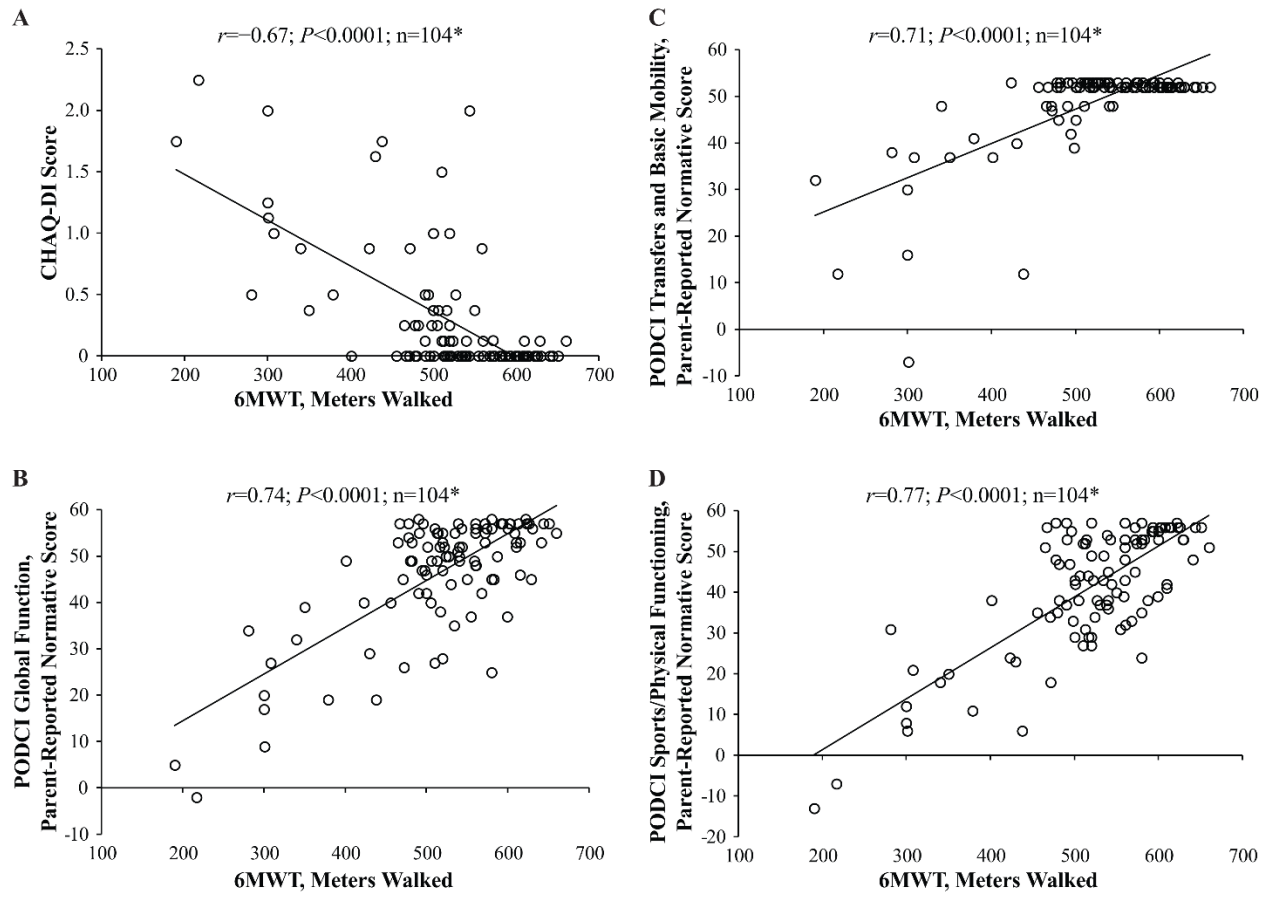 A
r=−0.67; P<0.0001; n=104*
CHAQ-DI Score
2.5
2.0
1.5
1.0
0.5
0
100 200 300 400 500 600 700
6MWT, Meters Walked
C
r=0.71; P<0.0001; n=104*
PODCI Transfers and Basic Mobility,
Parent-Reported Normative Score
60
50
40
30
20
10
0
-10
100 200 300 400 500 600 700
6MWT, Meters Walked
B
r=0.74; P<0.0001; n=104*
PODCI Global Function,
Parent-Reported Normative Score
60
50
40
30
20
10
0
-10
100 200 300 400 500 600 700
6MWT, Meters Walked
D
r=0.77; P<0.0001; n=104*
PODCI Sports/Physical Functioning,
Parent-Reported Normative Score
60
50
40
30
20
10
0
-10
-20
100 200 300 400 500 600 700
6MWT, Meters Walked